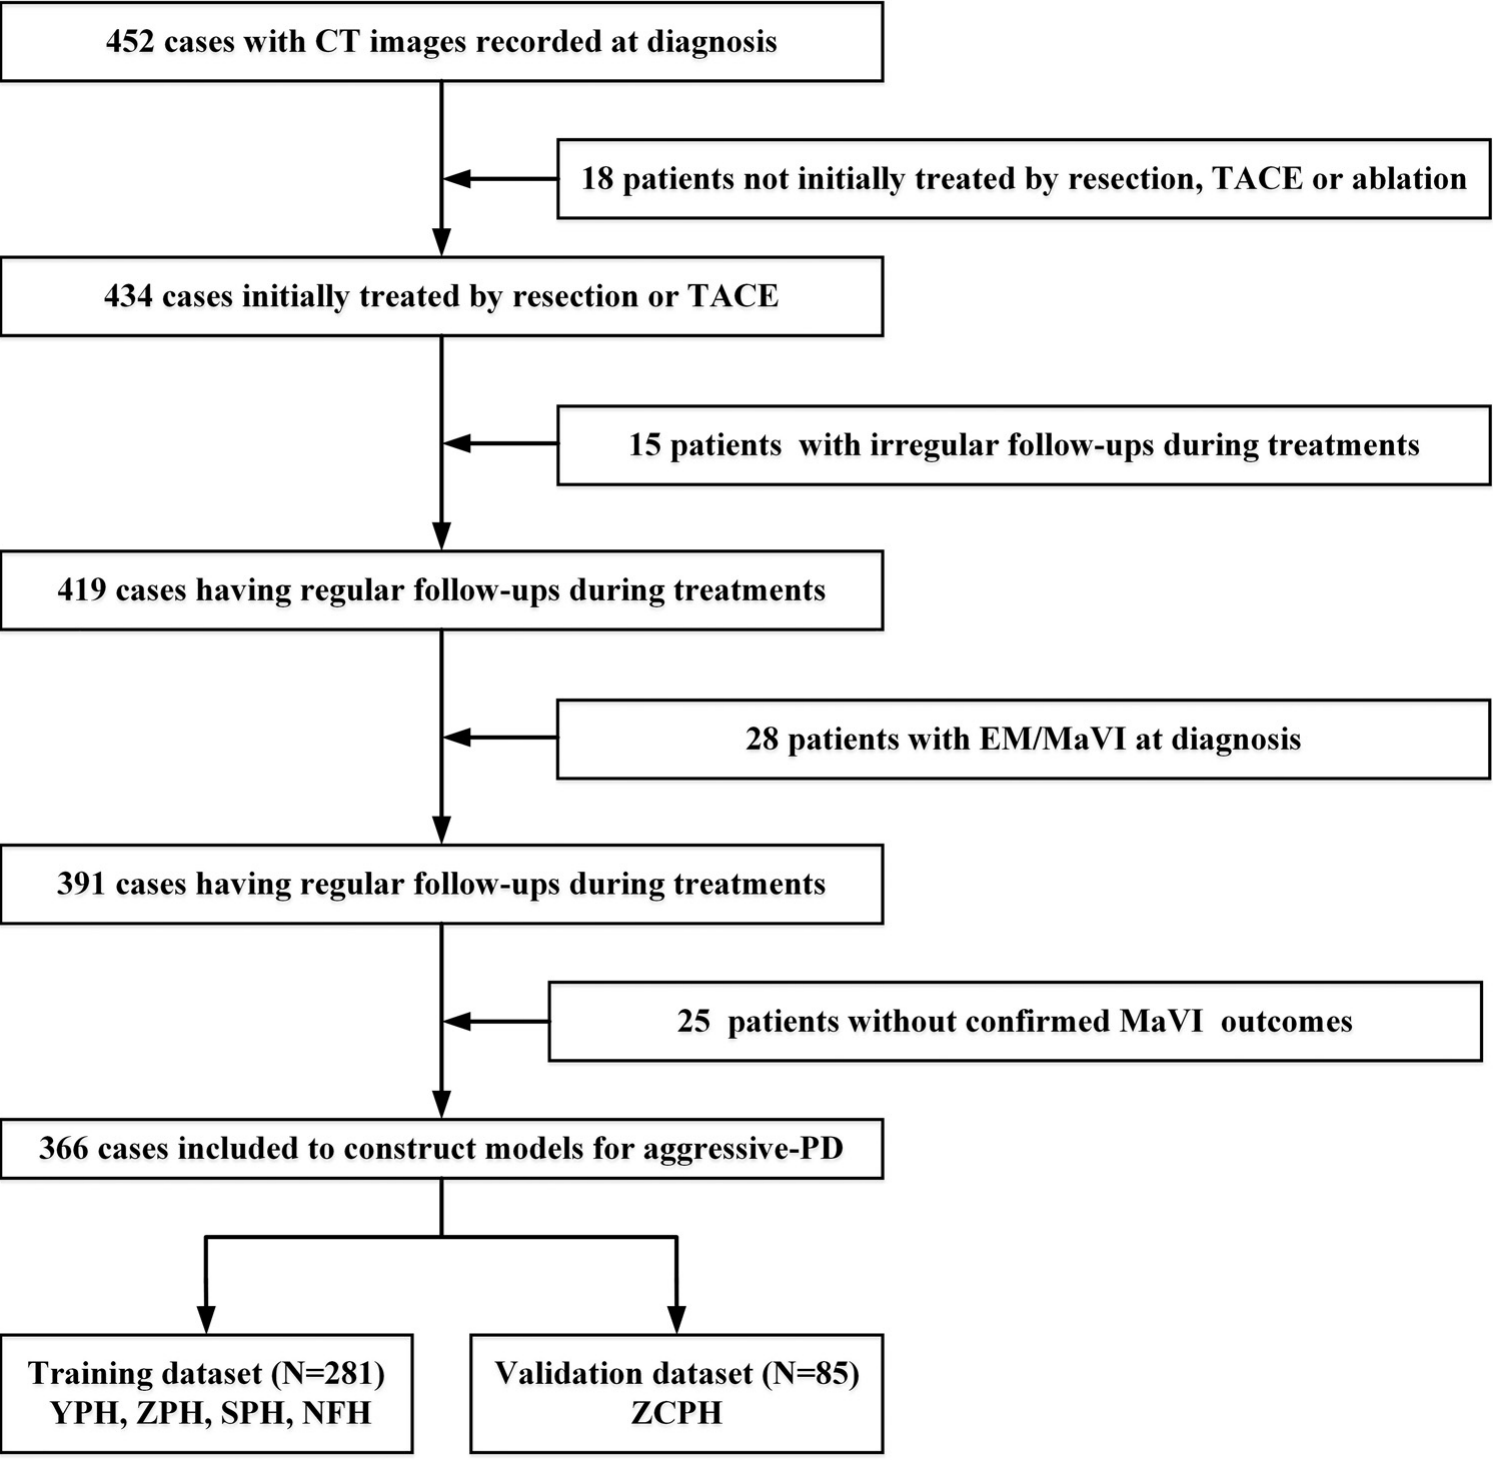 452 cases with CT images recorded at diagnosis
18 patients not initially treated by resection, TACE or ablation
434 cases initially treated by resection or TACE
15 patients with irregular follow-ups during treatments
419 cases having regular follow-ups during treatments
28 patients with EM/MaVI at diagnosis
391 cases having regular follow-ups during treatments
25 patients without confirmed MaVI outcomes
366 cases included to construct models for aggressive-PD
Training dataset (N=281)
YPH, ZPH, SPH, NFH
Validation dataset (N=85)
ZCPH